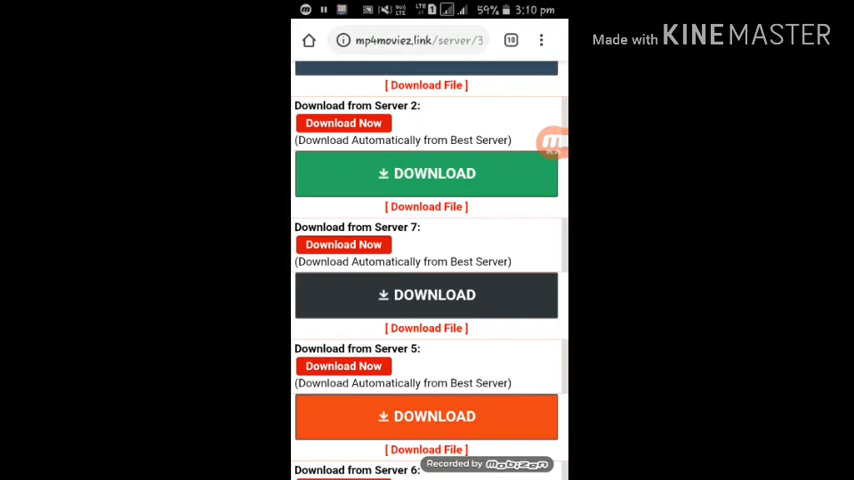 59% 3:10 pm
mp4moviez.link/server/3
10
Made with KINEMASTER
[ Download File ]
Download from Server 2:
Download Now
(Download Automatically from Best Server)
DOWNLOAD
[ Download File ]
Download from Server 7:
Download Now
(Download Automatically from Best Server)
DOWNLOAD
[ Download File ]
Download from Server 5:
Download Now
(Download Automatically from Best Server)
DOWNLOAD
[ Download File ]
Recorded by mobizen
Download from Server 6: